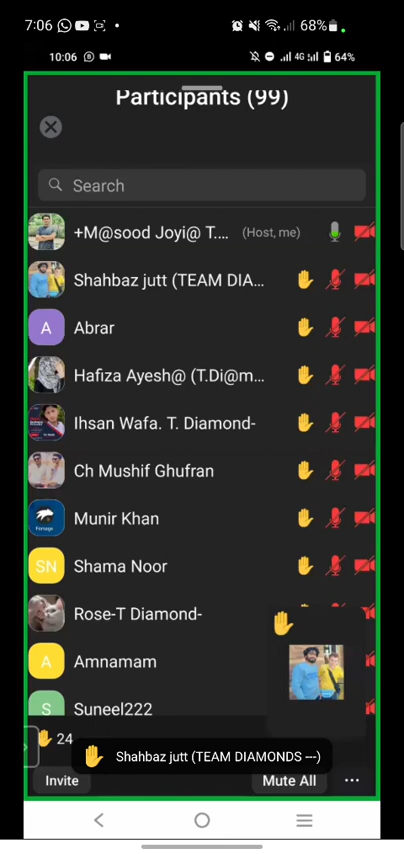 7:06 68%
10:06 4G 64%
Participants (99)
Search
+M@sood Joyi@ T.... (Host, me)
Shahbaz jutt (TEAM DIA...
A Abrar
Hafiza Ayesh@ (T.Di@m...
Ihsan Wafa. T. Diamond-
Ch Mushif Ghufran
Munir Khan
SN Shama Noor
Rose-T Diamond-
A Amnamam
S Suneel222
24
Shahbaz jutt (TEAM DIAMONDS ---)
Invite Mute All ...